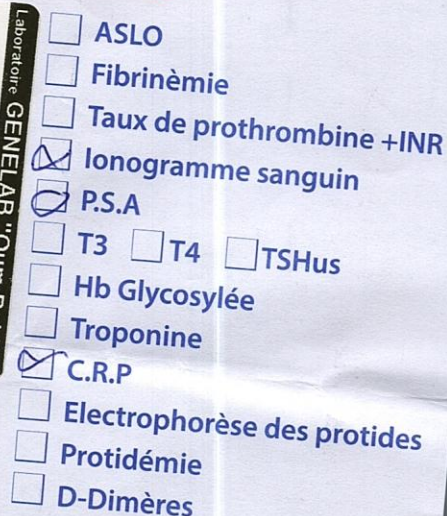 Laboratoire GENELAB "Oum
ASLO
Fibrinèmie
Taux de prothrombine +INR
Ionogramme sanguin
P.S.A
T3 T4 TSHus
Hb Glycosylée
Troponine
C.R.P
Electrophorèse des protides
Protidémie
D-Dimères